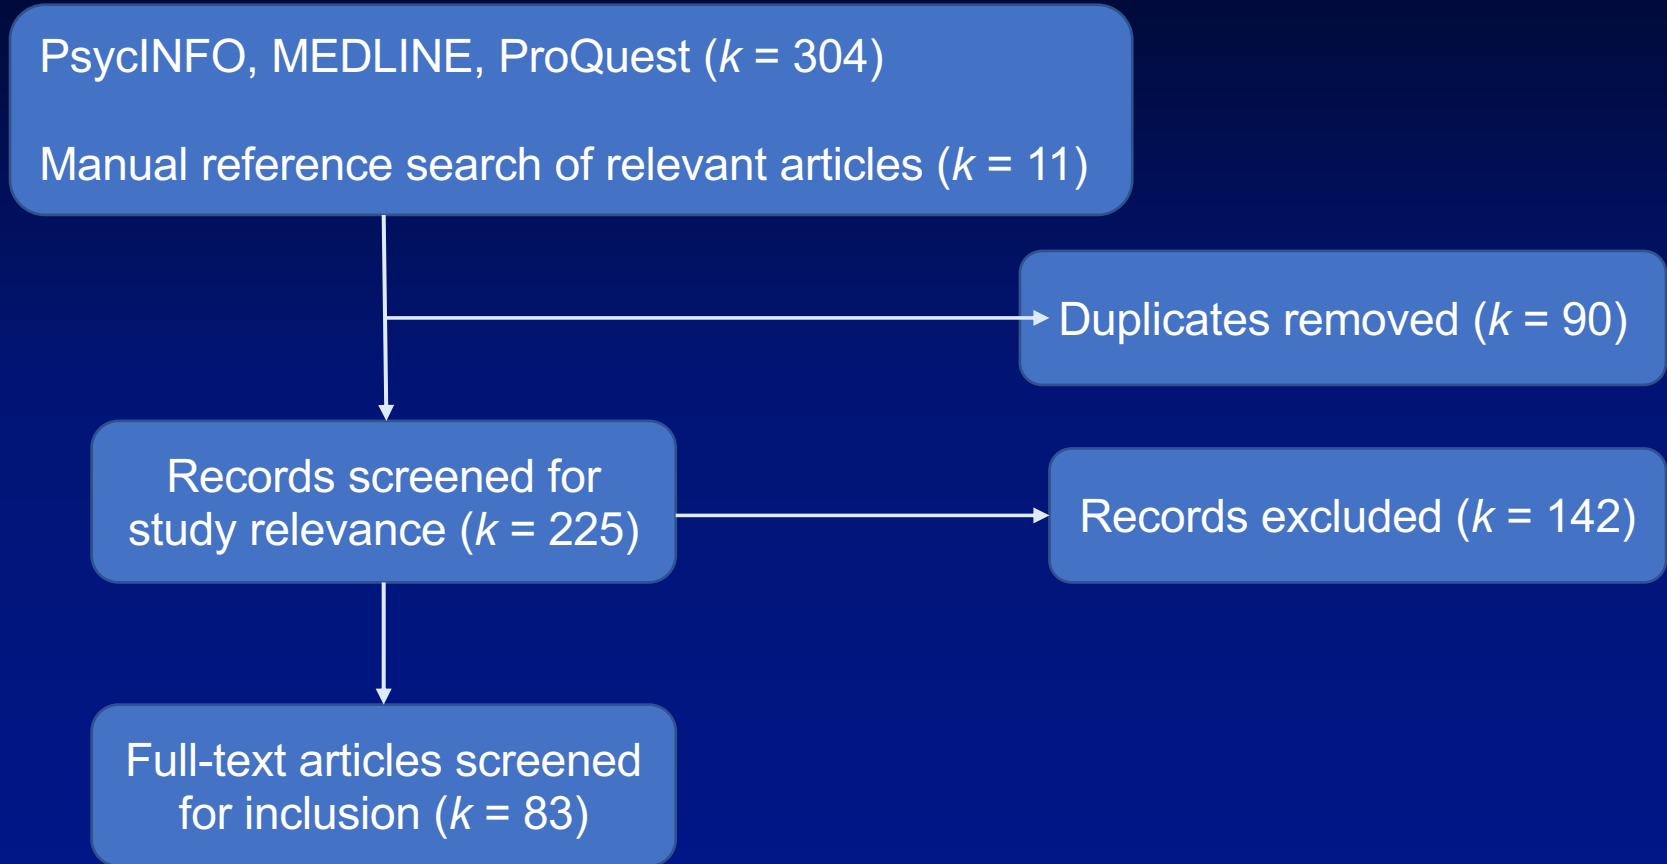 PsycINFO, MEDLINE, ProQuest (k = 304)
Manual reference search of relevant articles (k = 11)
Duplicates removed (k = 90)
Records screened for
study relevance (k = 225)
Records excluded (k = 142)
Full-text articles screened
for inclusion (k = 83)